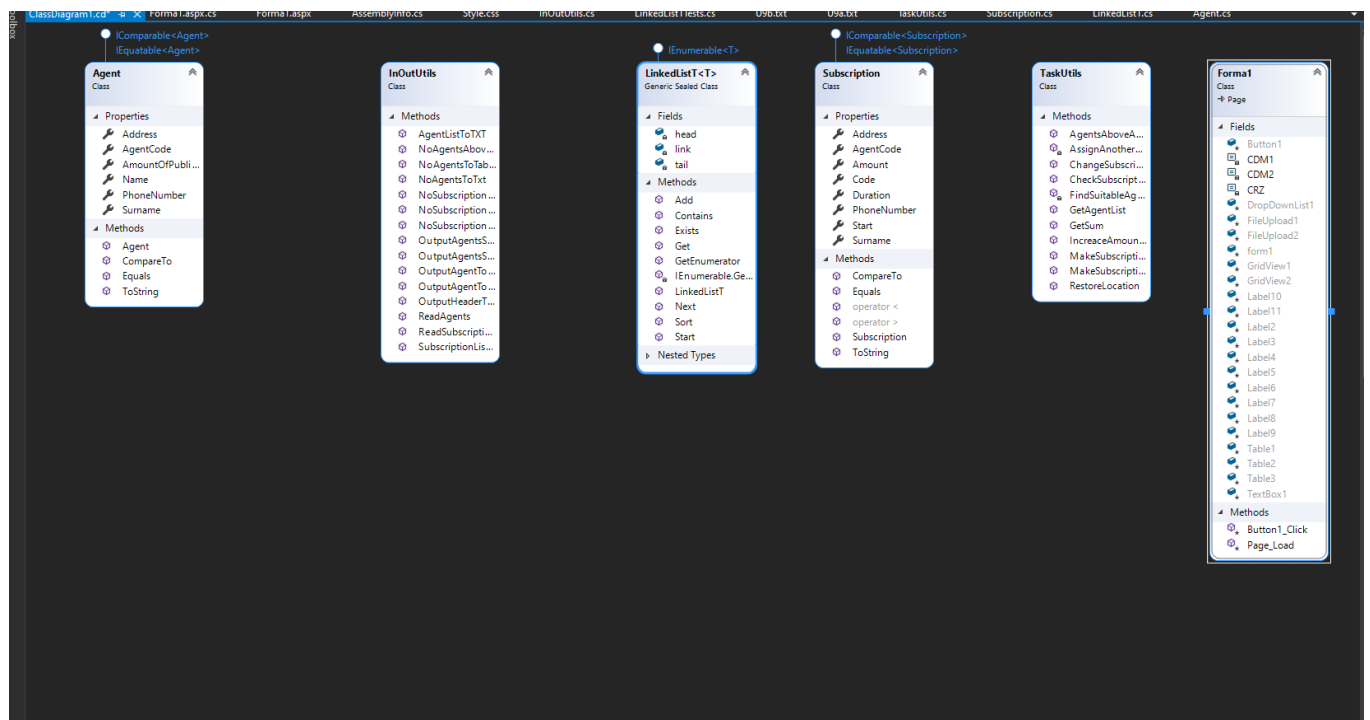 ClassDiagram1.cd* Forma1.aspx.cs Forma1.aspx AssemblyInfo.cs Style.css InOutUtils.cs LinkedListTTests.cs U9b.txt U9a.txt TaskUtils.cs Subscription.cs LinkedListT.cs Agent.cs
IComparable<Agent>
IEquatable<Agent>
Agent
Class
Properties
Address
AgentCode
AmountOfPubli...
Name
PhoneNumber
Surname
Methods
Agent
CompareTo
Equals
ToString
InOutUtils
Class
Methods
AgentListToTXT
NoAgentsAbov...
NoAgentsToTab...
NoAgentsToTxt
NoSubscription...
NoSubscription...
NoSubscription...
OutputAgentsS...
OutputAgentsS...
OutputAgentTo...
OutputAgentTo...
OutputHeaderT...
ReadAgents
ReadSubscripti...
SubscriptionLis...
IEnumerable<T>
LinkedListT<T>
Generic Sealed Class
Fields
head
link
tail
Methods
Add
Contains
Exists
Get
GetEnumerator
IEnumerable.Ge...
LinkedListT
Next
Sort
Start
Nested Types
IComparable<Subscription>
IEquatable<Subscription>
Subscription
Class
Properties
Address
AgentCode
Amount
Code
Duration
PhoneNumber
Start
Surname
Methods
CompareTo
Equals
operator <
operator >
Subscription
ToString
TaskUtils
Class
Methods
AgentsAboveA...
AssignAnother...
ChangeSubscri...
CheckSubscript...
FindSuitableAg...
GetAgentList
GetSum
IncreaceAmoun...
MakeSubscripti...
MakeSubscripti...
RestoreLocation
Forma1
Class
Page
Fields
Button1
CDM1
CDM2
CRZ
DropDownList1
FileUpload1
FileUpload2
form1
GridView1
GridView2
Label10
Label11
Label2
Label3
Label4
Label5
Label6
Label7
Label8
Label9
Table1
Table2
Table3
TextBox1
Methods
Button1_Click
Page_Load